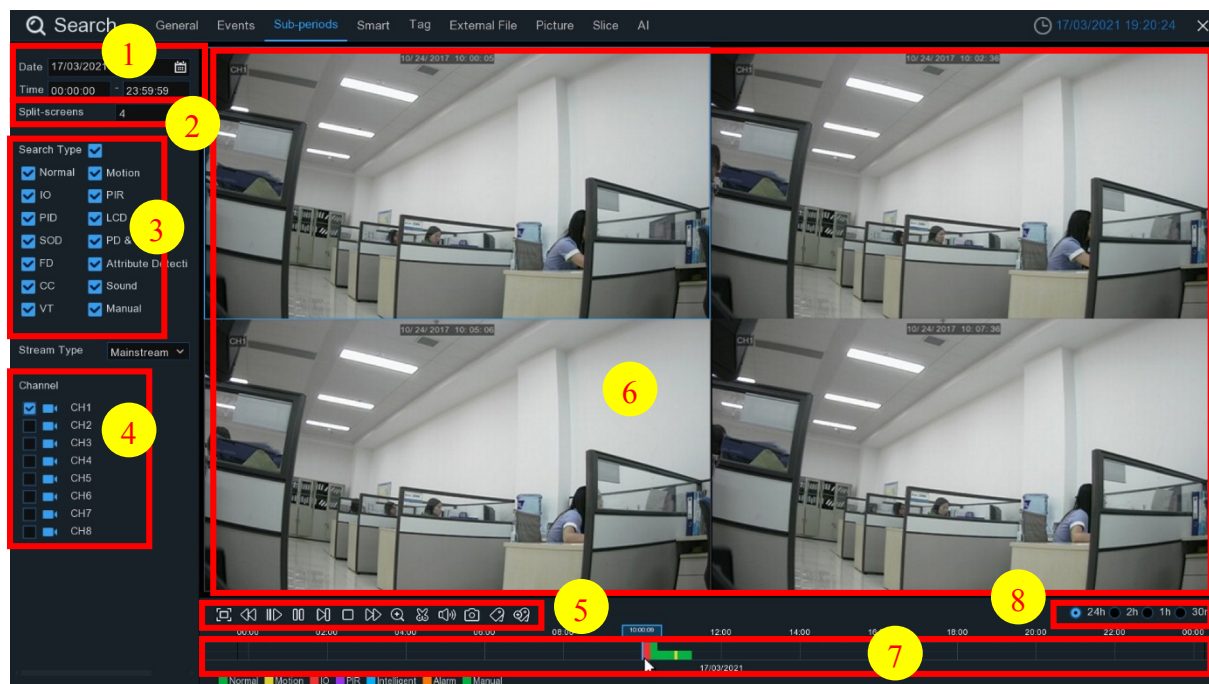 Search General Events Sub-periods Smart Tag External File Picture Slice AI 17/03/2021 19:20:24
1
Date 17/03/2021
Time 00:00:00 - 23:59:59
Split-screens 4
2
Search Type
Normal Motion
IO PIR
PID LCD
SOD PD &
3
FD Attribute Detecti
CC Sound
VT Manual
Stream Type Mainstream
Channel
CH1
CH2
CH3
CH4
CH5
CH6
CH7
CH8
4
CH1 10/24/2017 10:00:05
CH1 10/24/2017 10:02:36
CH1 10/24/2017 10:05:06
CH1 10/24/2017 10:07:36
6
5
8
24h 2h 1h 30m
00:00 02:00 04:00 06:00 08:00 10:00:09 12:00 14:00 16:00 18:00 20:00 22:00 00:00
7
17/03/2021
Normal Motion IO PIR Intelligent Alarm Manual